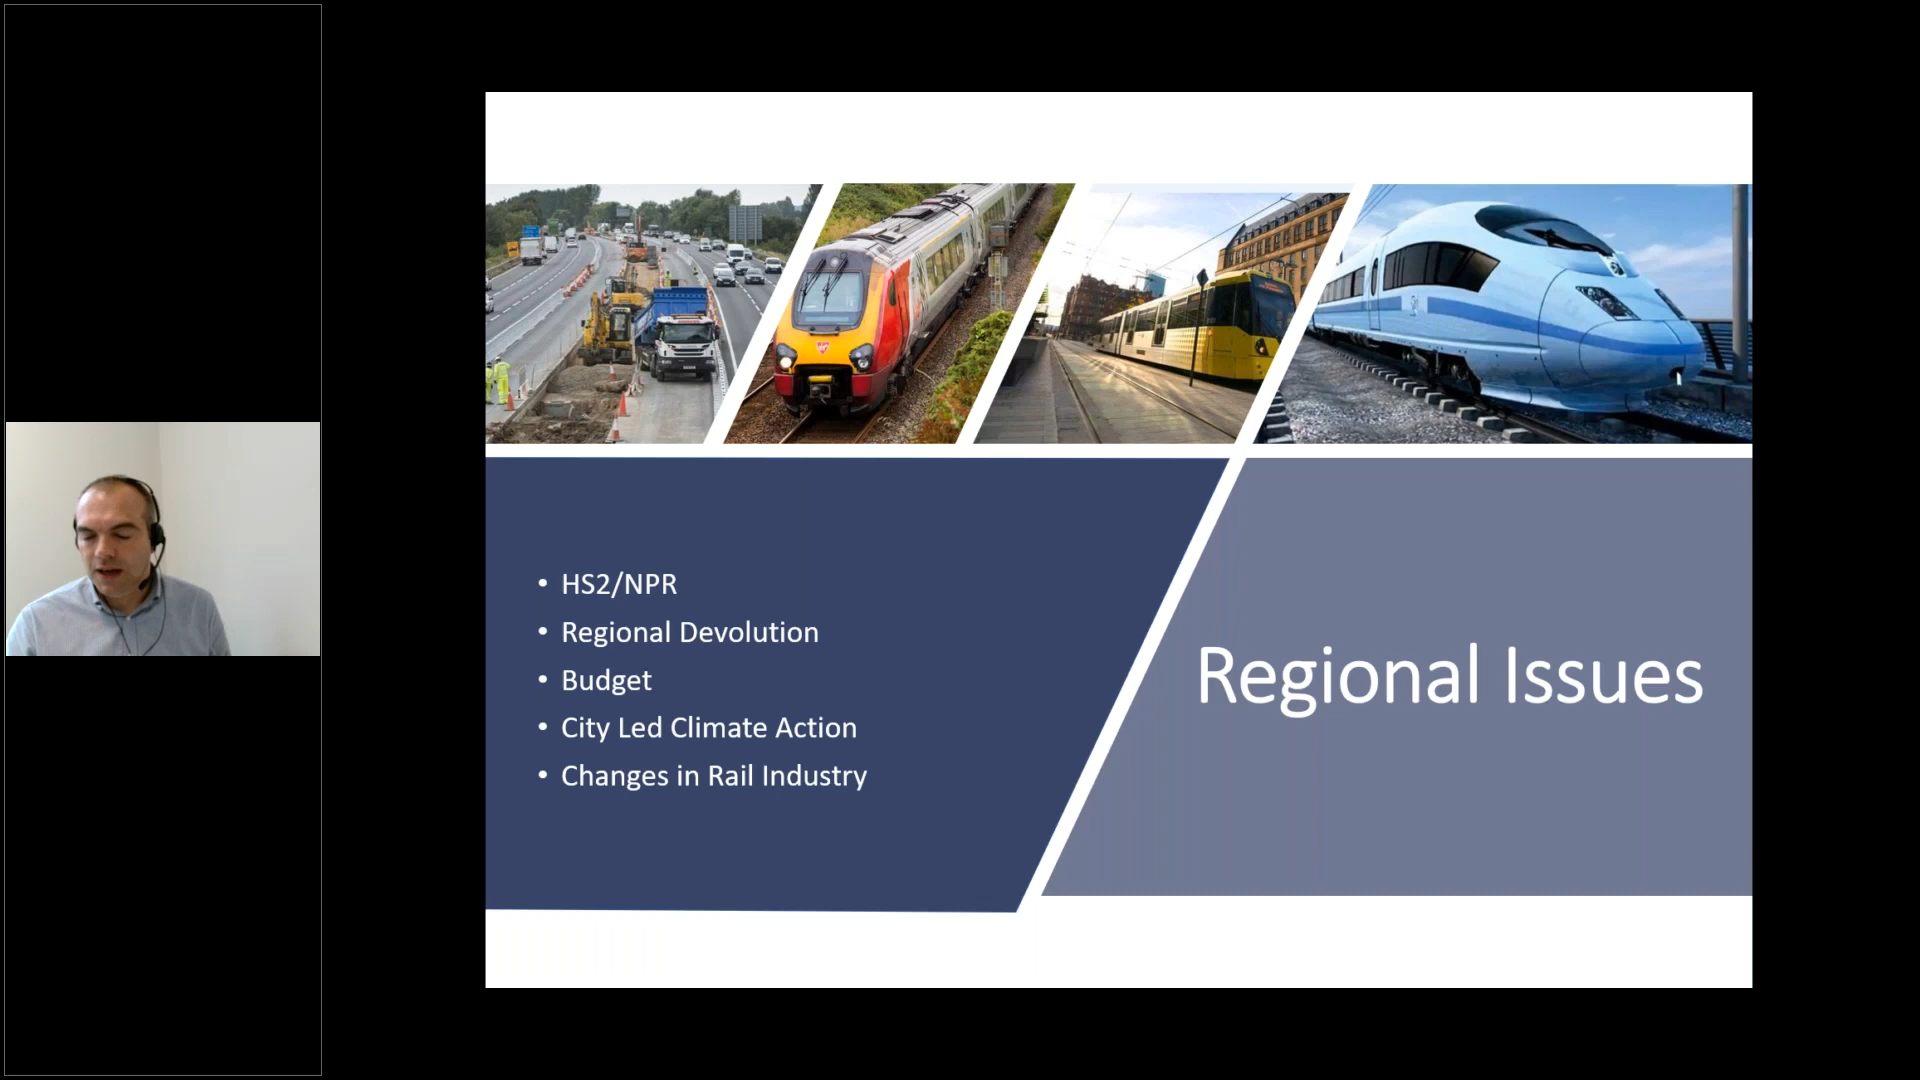 HS2/NPR
Regional Devolution
Budget
City Led Climate Action
Changes in Rail Industry
Regional Issues